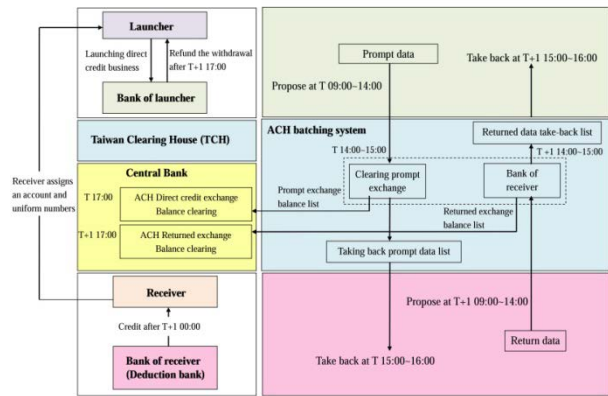 Launcher
Launching direct
credit business
Refund the withdrawal
after T+1 17:00
Bank of launcher
Prompt data
Take back at T+1 15:00~16:00
Propose at T 09:00~14:00
Taiwan Clearing House (TCH)
ACH batching system
Returned data take-back list
T 14:00~15:00
T +1 14:00~15:00
Receiver assigns
an account and
uniform numbers
Central Bank
T 17:00
ACH Direct credit exchange
Balance clearing
T+1 17:00
ACH Returned exchange
Balance clearing
Prompt exchange
balance list
Clearing prompt
exchange
Bank of
receiver
Returned exchange
balance list
Taking back prompt data list
Receiver
Credit after T+1 00:00
Bank of receiver
(Deduction bank)
Propose at T+1 09:00~14:00
Return data
Take back at T 15:00~16:00